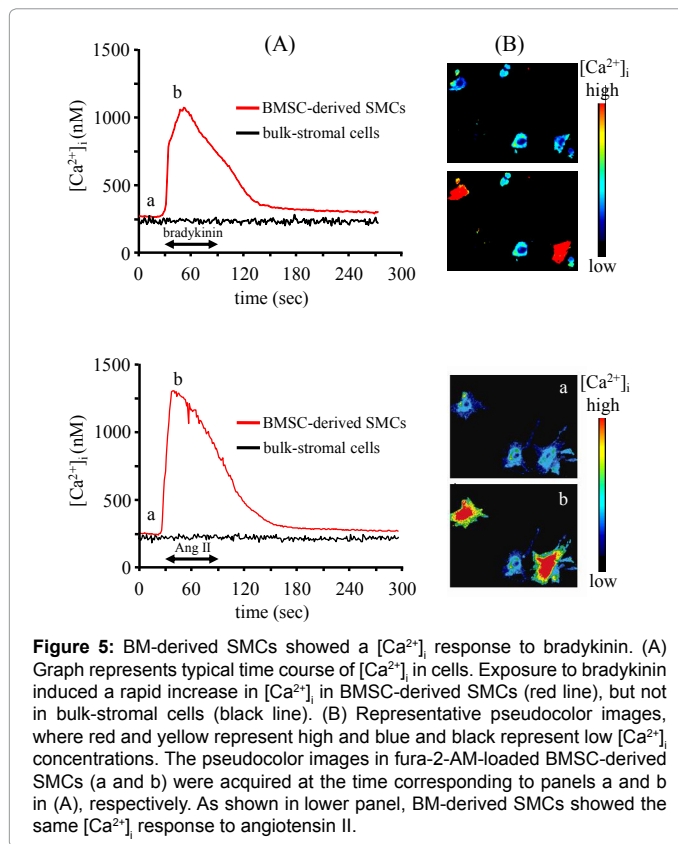 (A)
(B)
1500
1250
1000
750
500
250
0
[Ca²⁺]ᵢ (nM)
a
b
BMSC-derived SMCs
bulk-stromal cells
bradykinin
0 60 120 180 240 300
time (sec)
[Ca²⁺]ᵢ
high
low
1500
1250
1000
750
500
250
0
[Ca²⁺]ᵢ (nM)
a
b
BMSC-derived SMCs
bulk-stromal cells
Ang II
0 60 120 180 240 300
time (sec)
a
b
[Ca²⁺]ᵢ
high
low
Figure 5: BM-derived SMCs showed a [Ca²⁺]ᵢ response to bradykinin. (A)
Graph represents typical time course of [Ca²⁺]ᵢ in cells. Exposure to bradykinin
induced a rapid increase in [Ca²⁺]ᵢ in BMSC-derived SMCs (red line), but not
in bulk-stromal cells (black line). (B) Representative pseudocolor images,
where red and yellow represent high and blue and black represent low [Ca²⁺]ᵢ
concentrations. The pseudocolor images in fura-2-AM-loaded BMSC-derived
SMCs (a and b) were acquired at the time corresponding to panels a and b
in (A), respectively. As shown in lower panel, BM-derived SMCs showed the
same [Ca²⁺]ᵢ response to angiotensin II.